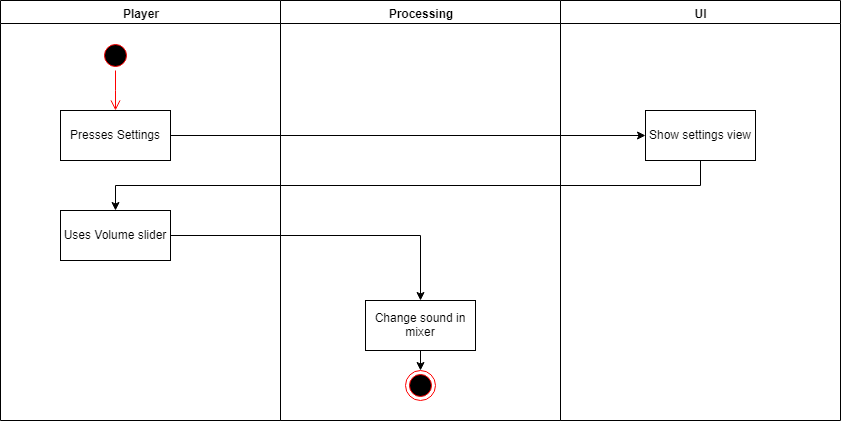 Player
Processing
UI
Presses Settings
Show settings view
Uses Volume slider
Change sound in
mixer